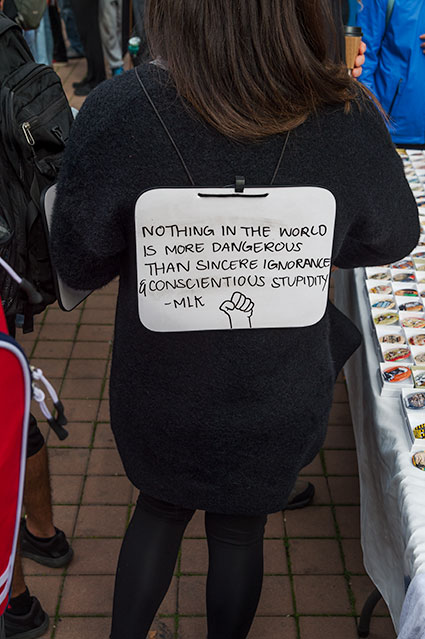 NOTHING IN THE WORLD
IS MORE DANGEROUS
THAN SINCERE IGNORANCE
& CONSCIENTIOUS STUPIDITY
-MLK